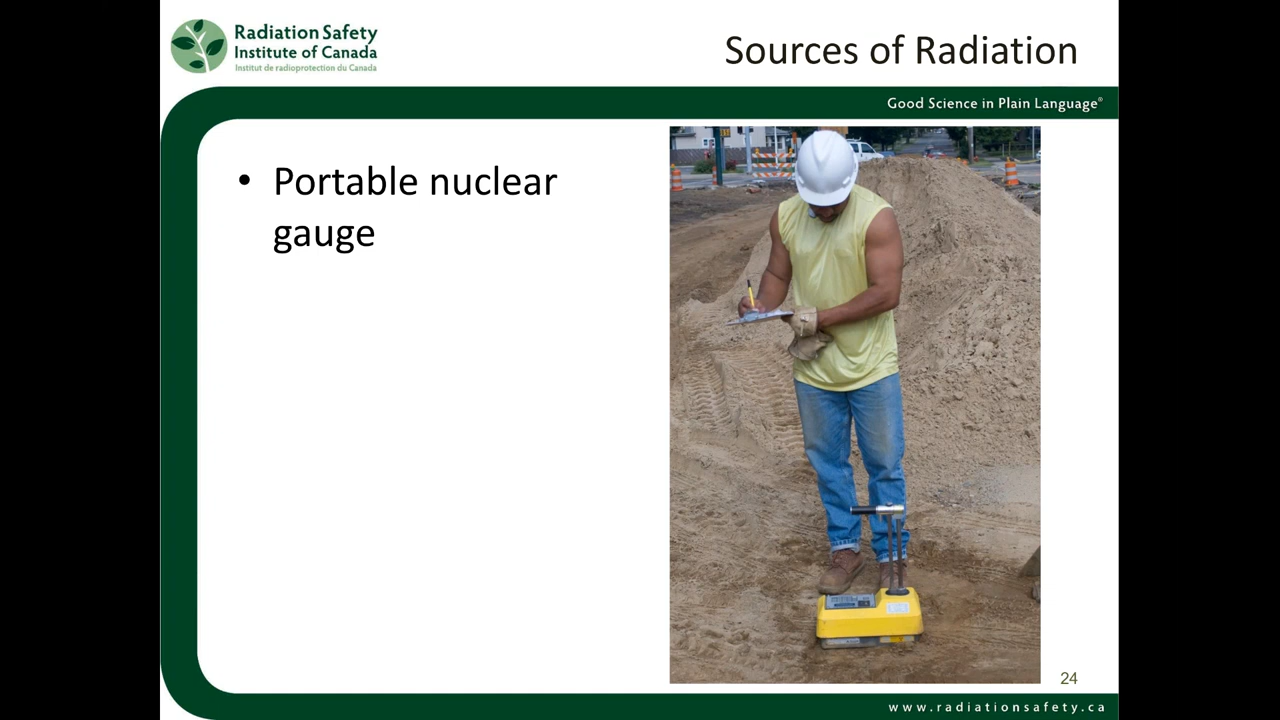 Radiation Safety
Institute of Canada
Institut de radioprotection du Canada
Sources of Radiation
Good Science in Plain Language®
• Portable nuclear
gauge
24
www.radiationsafety.ca